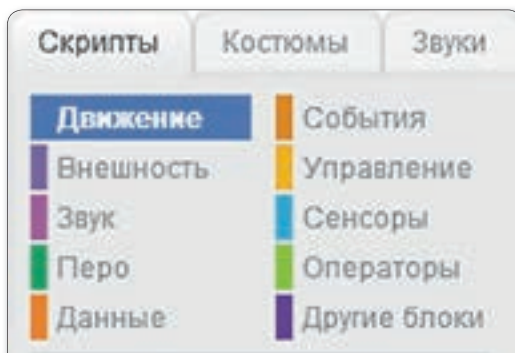 Скрипты Костюмы Звуки
Движение События
Внешность Управление
Звук Сенсоры
Перо Операторы
Данные Другие блоки